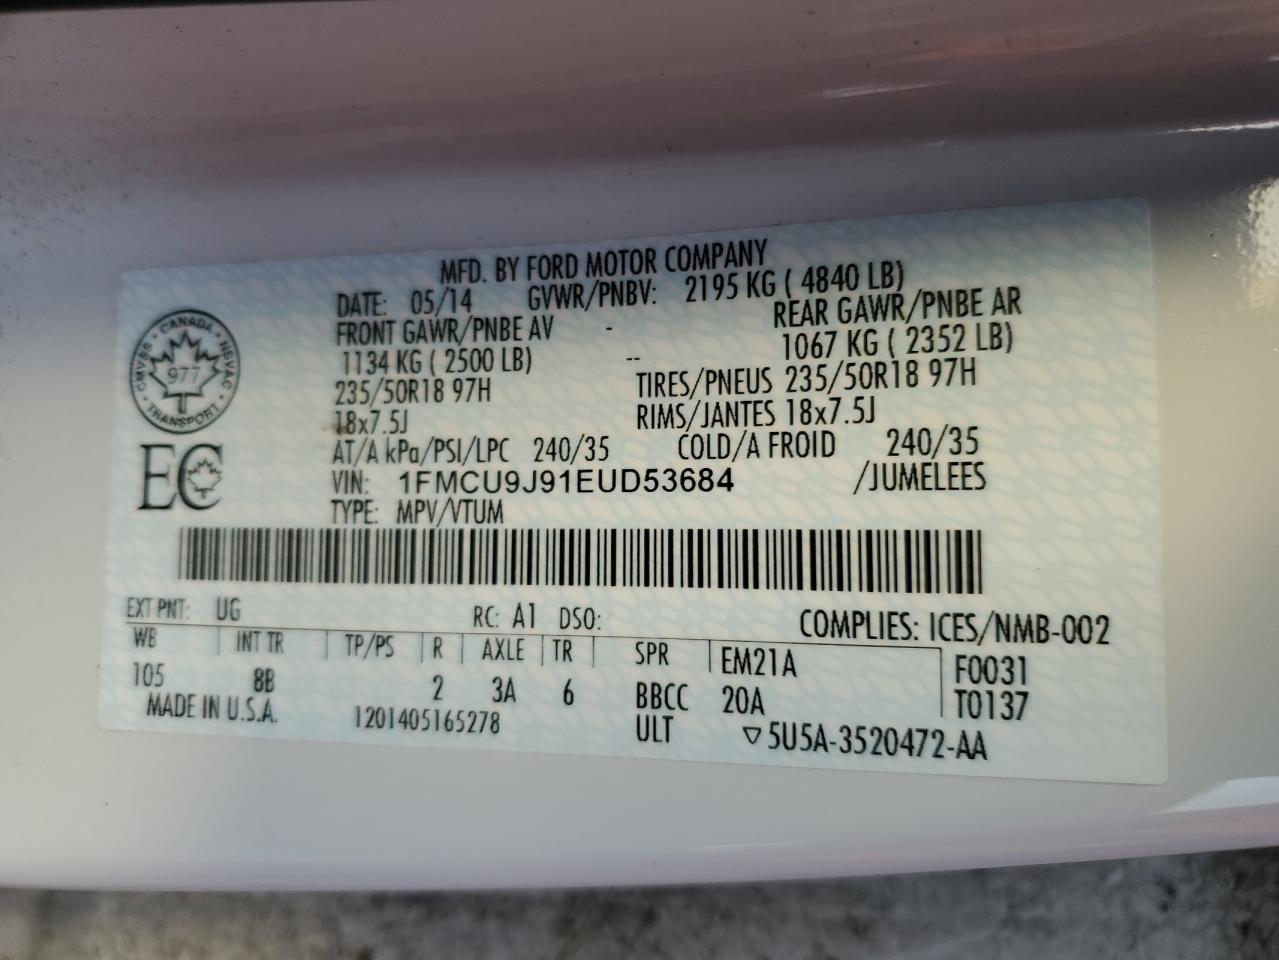 MFD. BY FORD MOTOR COMPANY
DATE: 05/14 GVWR/PNBV: 2195 KG ( 4840 LB)
FRONT GAWR/PNBE AV - REAR GAWR/PNBE AR
1134 KG ( 2500 LB) -- 1067 KG ( 2352 LB)
235/50R18 97H TIRES/PNEUS 235/50R18 97H
18x7.5J RIMS/JANTES 18x7.5J
AT/A kPa/PSI/LPC 240/35 COLD/A FROID 240/35
VIN: 1FMCU9J91EUD53684 /JUMELEES
TYPE: MPV/VTUM
CANADA
CMVSS NSVAC
977
TRANSPORT
EC
EXT PNT: UG RC: A1 DSO: COMPLIES: ICES/NMB-002
WB INT TR TP/PS R AXLE TR SPR EM21A F0031
105 8B 2 3A 6 BBCC 20A T0137
MADE IN U.S.A. 1201405165278 ULT ▽5U5A-3520472-AA